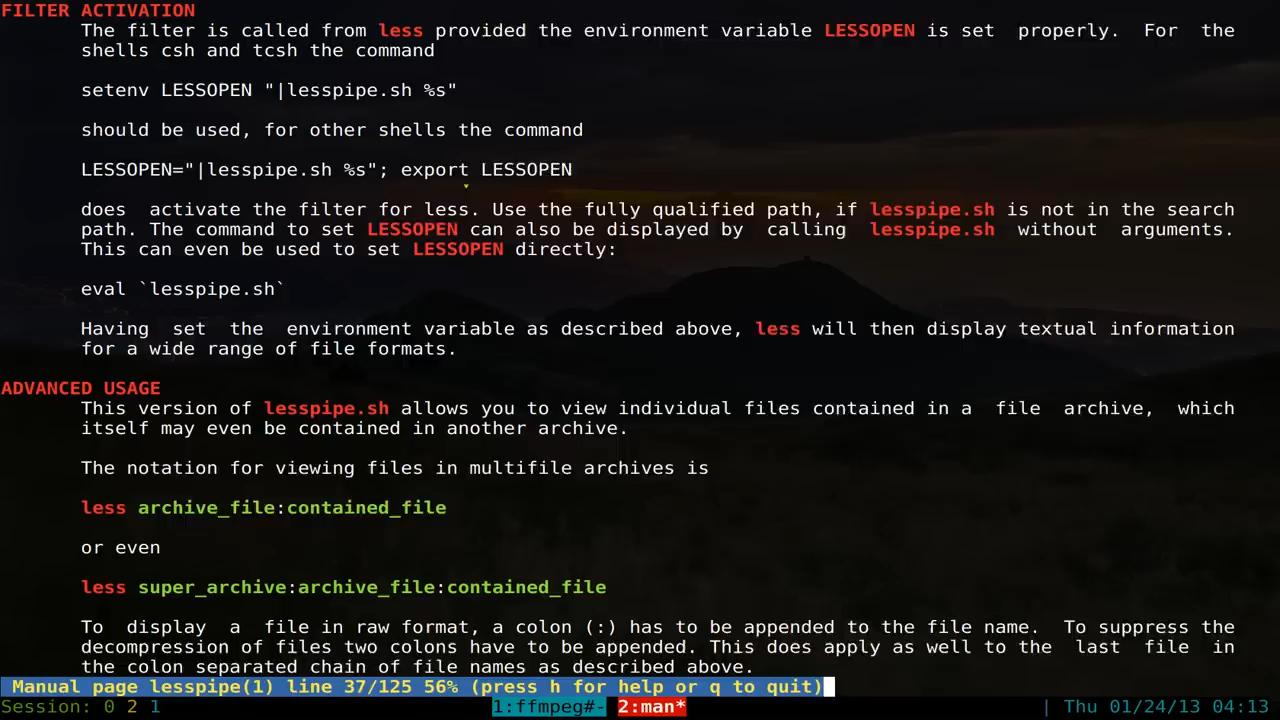 FILTER ACTIVATION
The filter is called from less provided the environment variable LESSOPEN is set properly. For the
shells csh and tcsh the command
setenv LESSOPEN "|lesspipe.sh %s"
should be used, for other shells the command
LESSOPEN="|lesspipe.sh %s"; export LESSOPEN
does activate the filter for less. Use the fully qualified path, if lesspipe.sh is not in the search
path. The command to set LESSOPEN can also be displayed by calling lesspipe.sh without arguments.
This can even be used to set LESSOPEN directly:
eval `lesspipe.sh`
Having set the environment variable as described above, less will then display textual information
for a wide range of file formats.
ADVANCED USAGE
This version of lesspipe.sh allows you to view individual files contained in a file archive, which
itself may even be contained in another archive.
The notation for viewing files in multifile archives is
less archive_file:contained_file
or even
less super_archive:archive_file:contained_file
To display a file in raw format, a colon (:) has to be appended to the file name. To suppress the
decompression of files two colons have to be appended. This does apply as well to the last file in
the colon separated chain of file names as described above.
Manual page lesspipe(1) line 37/125 56% (press h for help or q to quit)
Session: 0 2 1 1:ffmpeg#- 2:man* | Thu 01/24/13 04:13